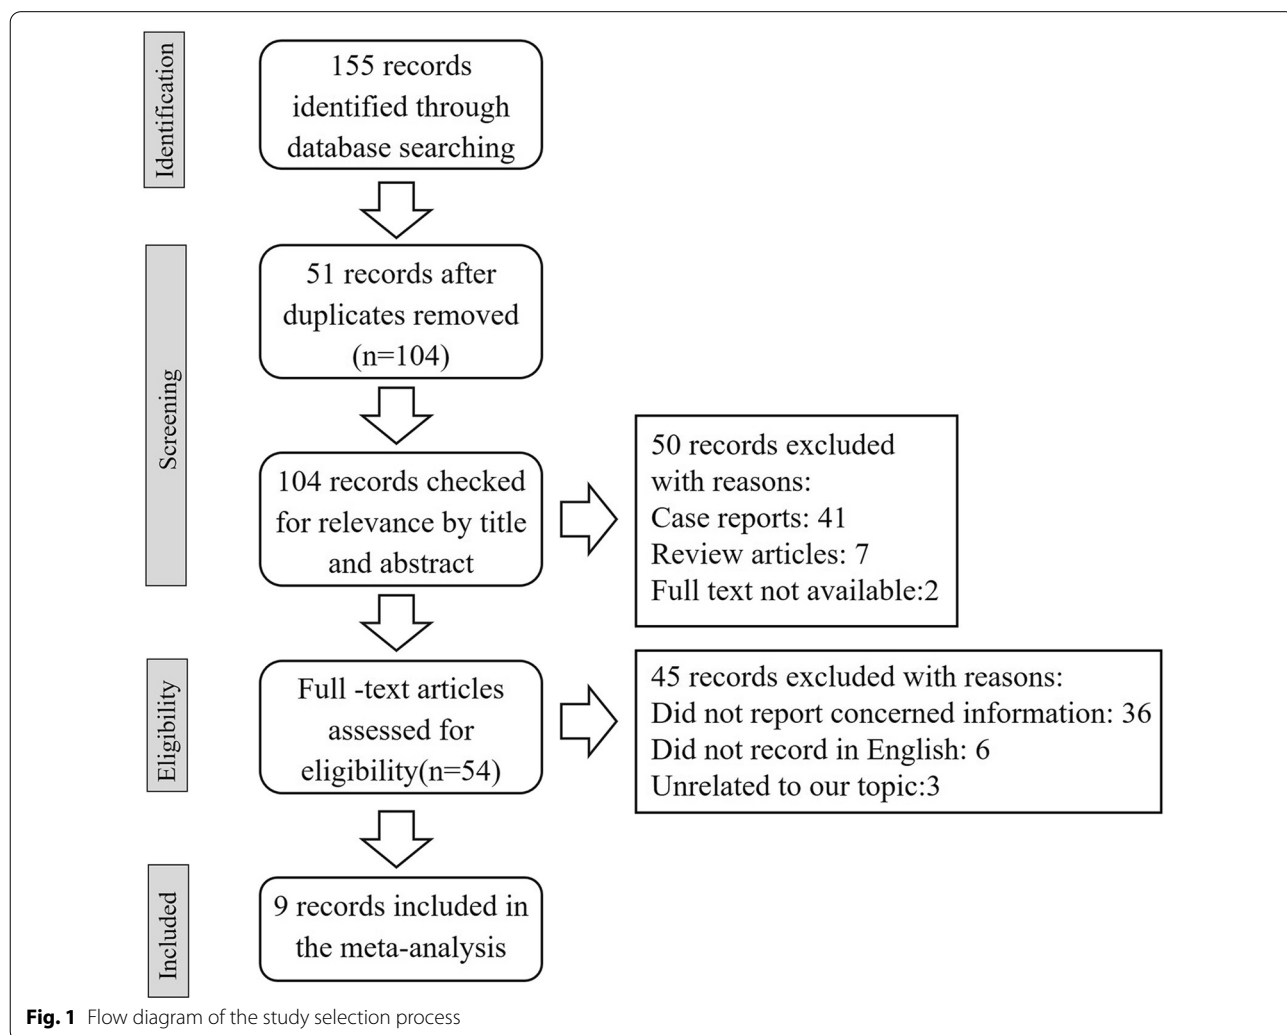 Identification
155 records
identified through
database searching
Screening
51 records after
duplicates removed
(n=104)
104 records checked
for relevance by title
and abstract
50 records excluded
with reasons:
Case reports: 41
Review articles: 7
Full text not available:2
Eligibility
Full -text articles
assessed for
eligibility(n=54)
45 records excluded with reasons:
Did not report concerned information: 36
Did not record in English: 6
Unrelated to our topic:3
Included
9 records included in
the meta-analysis
Fig. 1 Flow diagram of the study selection process